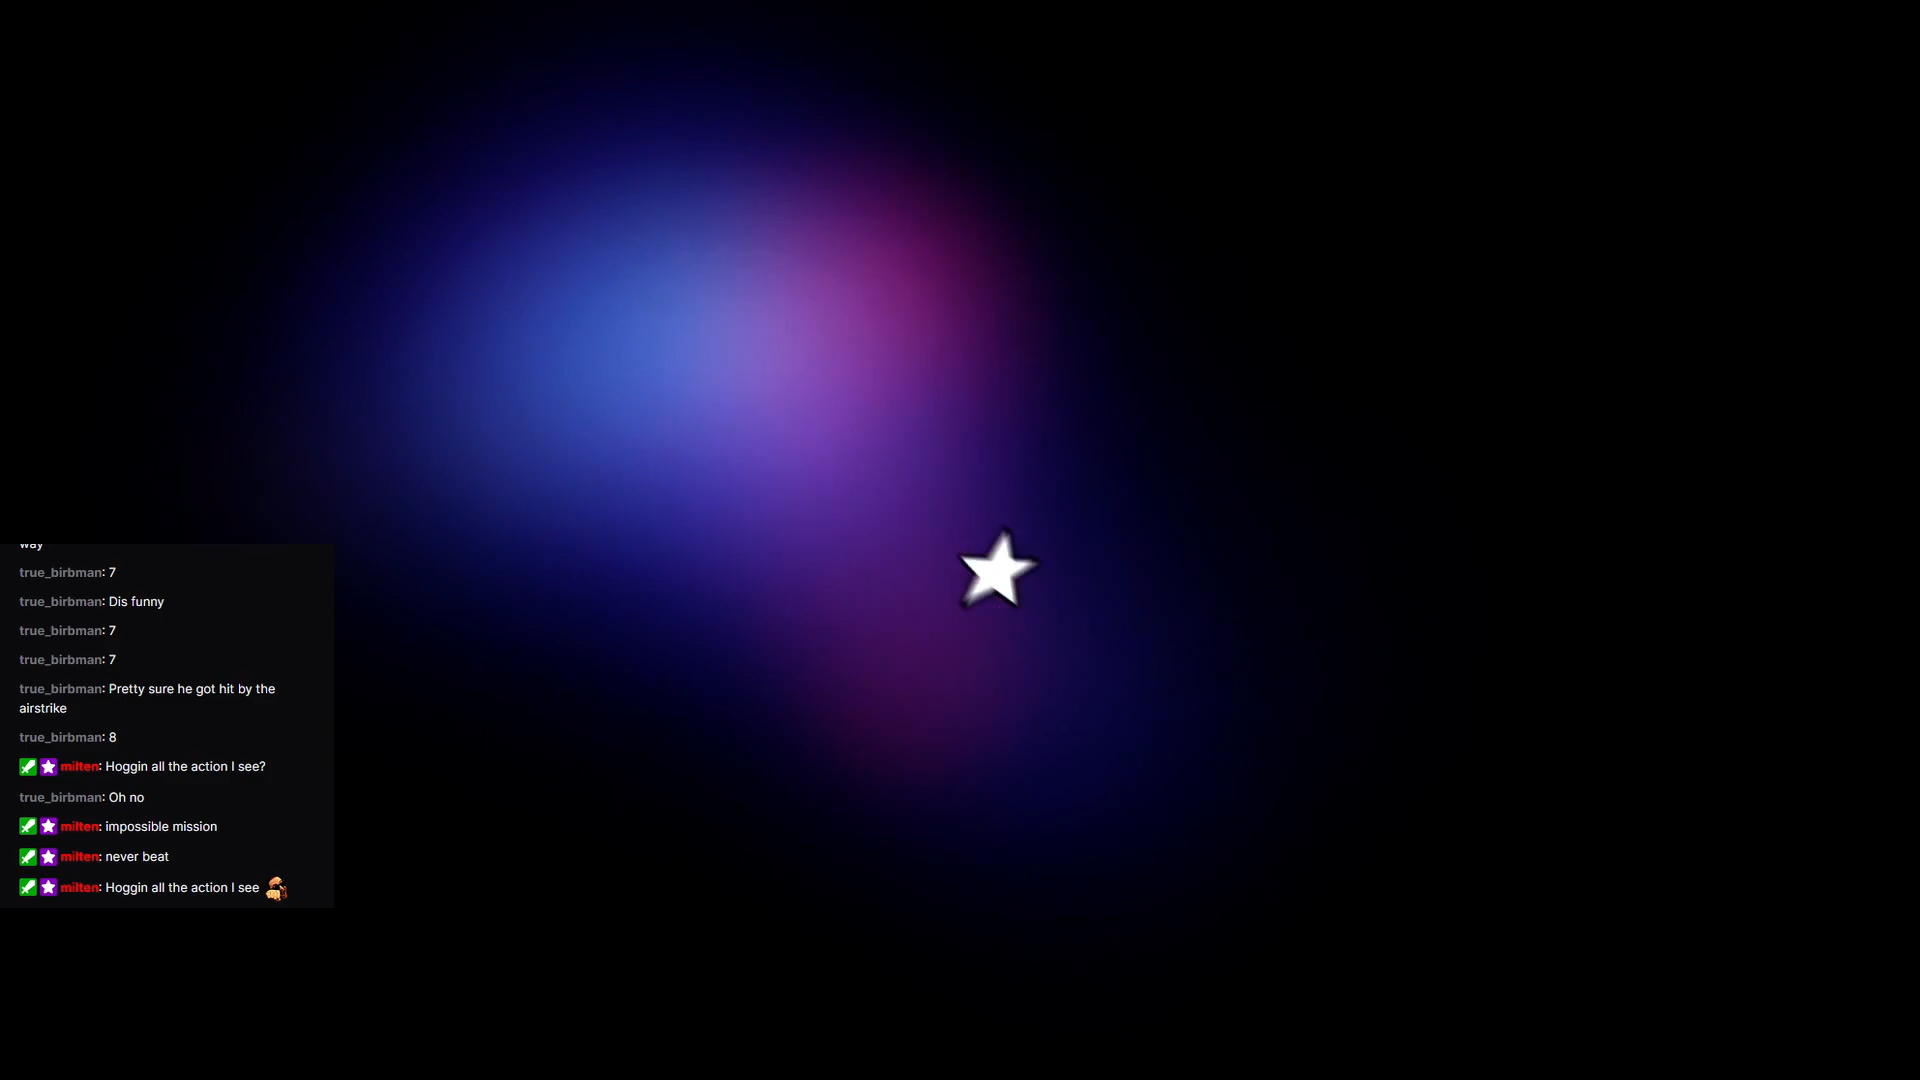 way
true_birbman: 7
true_birbman: Dis funny
true_birbman: 7
true_birbman: 7
true_birbman: Pretty sure he got hit by the
airstrike
true_birbman: 8
milten: Hoggin all the action I see?
true_birbman: Oh no
milten: impossible mission
milten: never beat
milten: Hoggin all the action I see